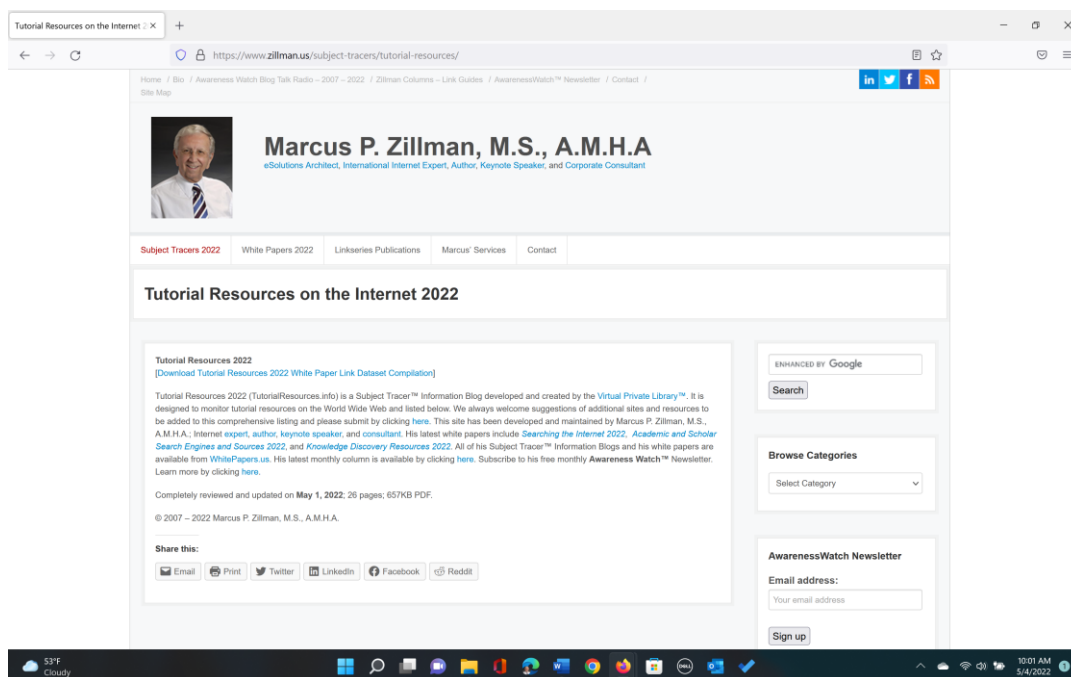 Tutorial Resources on the Internet 2
https://www.zillman.us/subject-tracers/tutorial-resources/
Home / Bio / Awareness Watch Blog Talk Radio – 2007 – 2022 / Zillman Columns – Link Guides / AwarenessWatch™ Newsletter / Contact /
Site Map
Marcus P. Zillman, M.S., A.M.H.A
eSolutions Architect, International Internet Expert, Author, Keynote Speaker, and Corporate Consultant
Subject Tracers 2022 White Papers 2022 Linkseries Publications Marcus' Services Contact
Tutorial Resources on the Internet 2022
Tutorial Resources 2022
[Download Tutorial Resources 2022 White Paper Link Dataset Compilation]
Tutorial Resources 2022 (TutorialResources.info) is a Subject Tracer™ Information Blog developed and created by the Virtual Private Library™. It is
designed to monitor tutorial resources on the World Wide Web and listed below. We always welcome suggestions of additional sites and resources to
be added to this comprehensive listing and please submit by clicking here. This site has been developed and maintained by Marcus P. Zillman, M.S.,
A.M.H.A.; Internet expert, author, keynote speaker, and consultant. His latest white papers include Searching the Internet 2022, Academic and Scholar
Search Engines and Sources 2022, and Knowledge Discovery Resources 2022. All of his Subject Tracer™ Information Blogs and his white papers are
available from WhitePapers.us. His latest monthly column is available by clicking here. Subscribe to his free monthly Awareness Watch™ Newsletter.
Learn more by clicking here.
Completely reviewed and updated on May 1, 2022; 26 pages; 657KB PDF.
© 2007 – 2022 Marcus P. Zillman, M.S., A.M.H.A.
Share this:
Email Print Twitter LinkedIn Facebook Reddit
ENHANCED BY Google
Search
Browse Categories
Select Category
AwarenessWatch Newsletter
Email address:
Your email address
Sign up
53°F
Cloudy
10:01 AM
5/4/2022